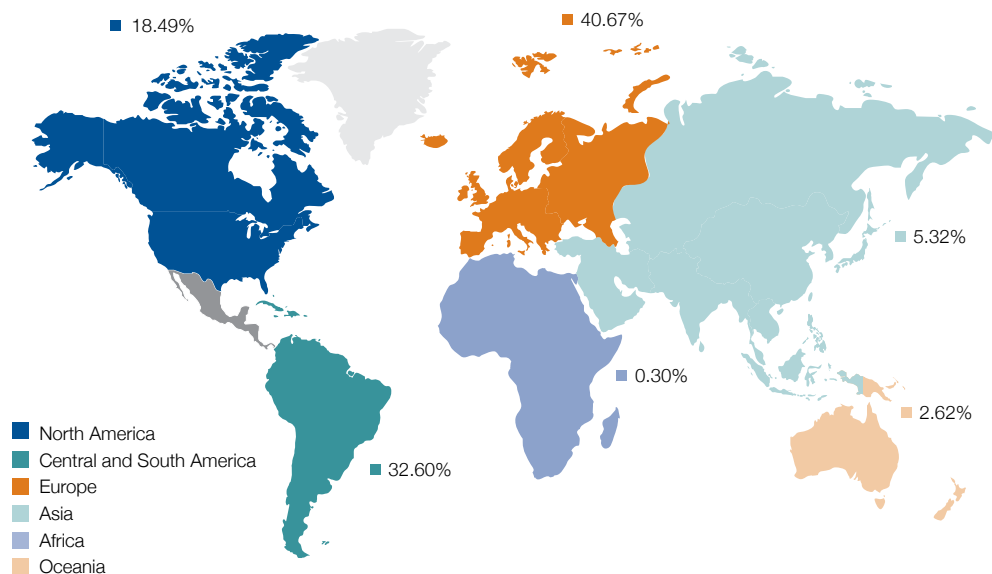 18.49%
40.67%
5.32%
0.30%
2.62%
32.60%
North America
Central and South America
Europe
Asia
Africa
Oceania